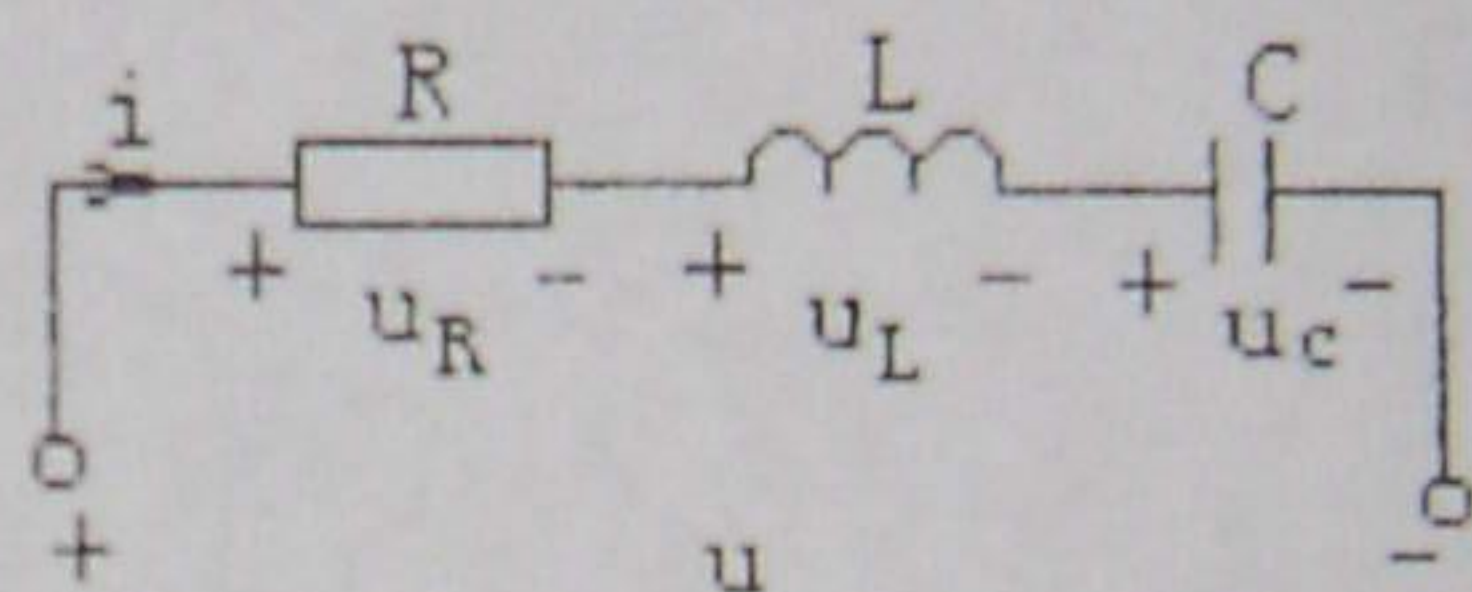 i R L C
+ u_R - + u_L - + u_c -
+ u -